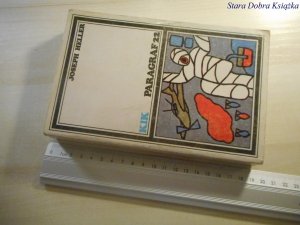 Stara Dobra Książka
JOSEPH HELLER
KIK PARAGRAF 22